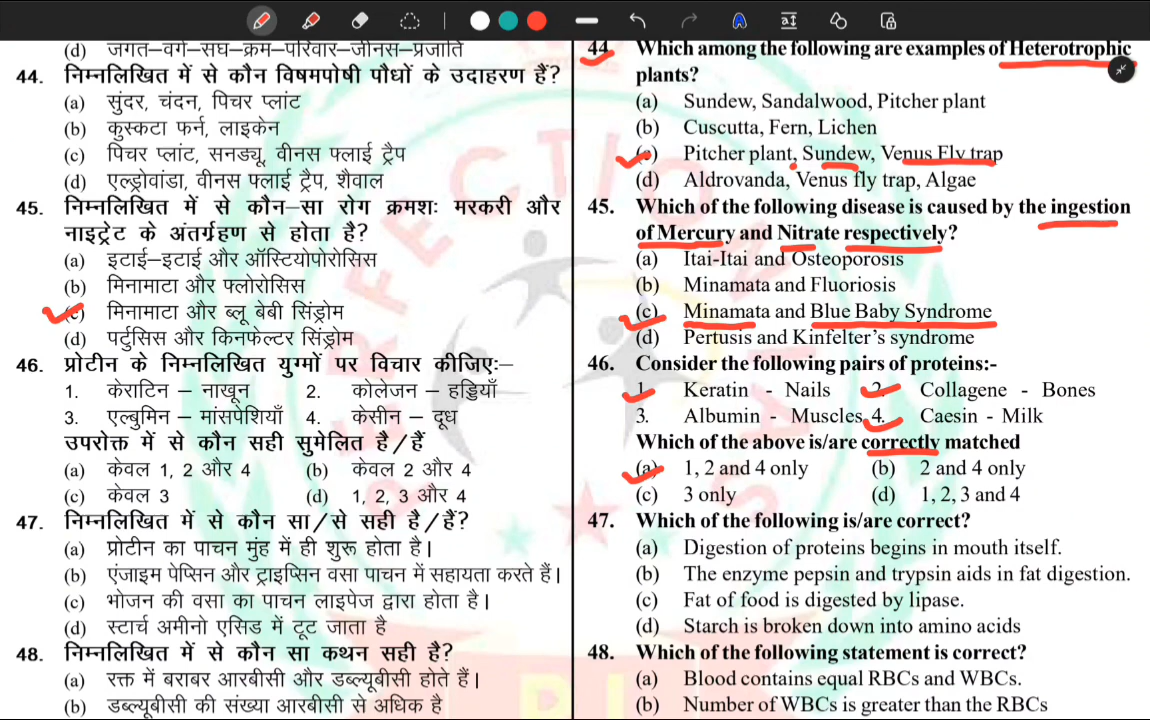 (d) जगत–वर्ग–संघ–क्रम–परिवार–जीनस–प्रजाति
44. निम्नलिखित में से कौन विषमपोषी पौधों के उदाहरण हैं?
(a) सुंदर, चंदन, पिचर प्लांट
(b) कुस्कटा फर्न, लाइकेन
(c) पिचर प्लांट, सनड्यू, वीनस फ्लाई ट्रैप
(d) एल्ड्रोवांडा, वीनस फ्लाई ट्रैप, शैवाल
45. निम्नलिखित में से कौन–सा रोग क्रमशः मरकरी और
नाइट्रेट के अंतर्ग्रहण से होता है?
(a) इटाई–इटाई और ऑस्टियोपोरोसिस
(b) मिनामाटा और फ्लोरोसिस
(c) मिनामाटा और ब्लू बेबी सिंड्रोम
(d) पर्टुसिस और किनफेल्टर सिंड्रोम
46. प्रोटीन के निम्नलिखित युग्मों पर विचार कीजिएः–
1. केराटिन – नाखून 2. कोलेजन – हड्डियाँ
3. एल्बुमिन – मांसपेशियाँ 4. केसीन – दूध
उपरोक्त में से कौन सही सुमेलित है/हैं
(a) केवल 1, 2 और 4 (b) केवल 2 और 4
(c) केवल 3 (d) 1, 2, 3 और 4
47. निम्नलिखित में से कौन सा/से सही है/हैं?
(a) प्रोटीन का पाचन मुंह में ही शुरू होता है।
(b) एंजाइम पेप्सिन और ट्राइप्सिन वसा पाचन में सहायता करते हैं।
(c) भोजन की वसा का पाचन लाइपेज द्वारा होता है।
(d) स्टार्च अमीनो एसिड में टूट जाता है
48. निम्नलिखित में से कौन सा कथन सही है?
(a) रक्त में बराबर आरबीसी और डब्ल्यूबीसी होते हैं।
(b) डब्ल्यूबीसी की संख्या आरबीसी से अधिक है
44. Which among the following are examples of Heterotrophic
plants?
(a) Sundew, Sandalwood, Pitcher plant
(b) Cuscutta, Fern, Lichen
(c) Pitcher plant, Sundew, Venus Fly trap
(d) Aldrovanda, Venus fly trap, Algae
45. Which of the following disease is caused by the ingestion
of Mercury and Nitrate respectively?
(a) Itai-Itai and Osteoporosis
(b) Minamata and Fluoriosis
(c) Minamata and Blue Baby Syndrome
(d) Pertusis and Kinfelter's syndrome
46. Consider the following pairs of proteins:-
1. Keratin - Nails 2. Collagene - Bones
3. Albumin - Muscles 4. Caesin - Milk
Which of the above is/are correctly matched
(a) 1, 2 and 4 only (b) 2 and 4 only
(c) 3 only (d) 1, 2, 3 and 4
47. Which of the following is/are correct?
(a) Digestion of proteins begins in mouth itself.
(b) The enzyme pepsin and trypsin aids in fat digestion.
(c) Fat of food is digested by lipase.
(d) Starch is broken down into amino acids
48. Which of the following statement is correct?
(a) Blood contains equal RBCs and WBCs.
(b) Number of WBCs is greater than the RBCs